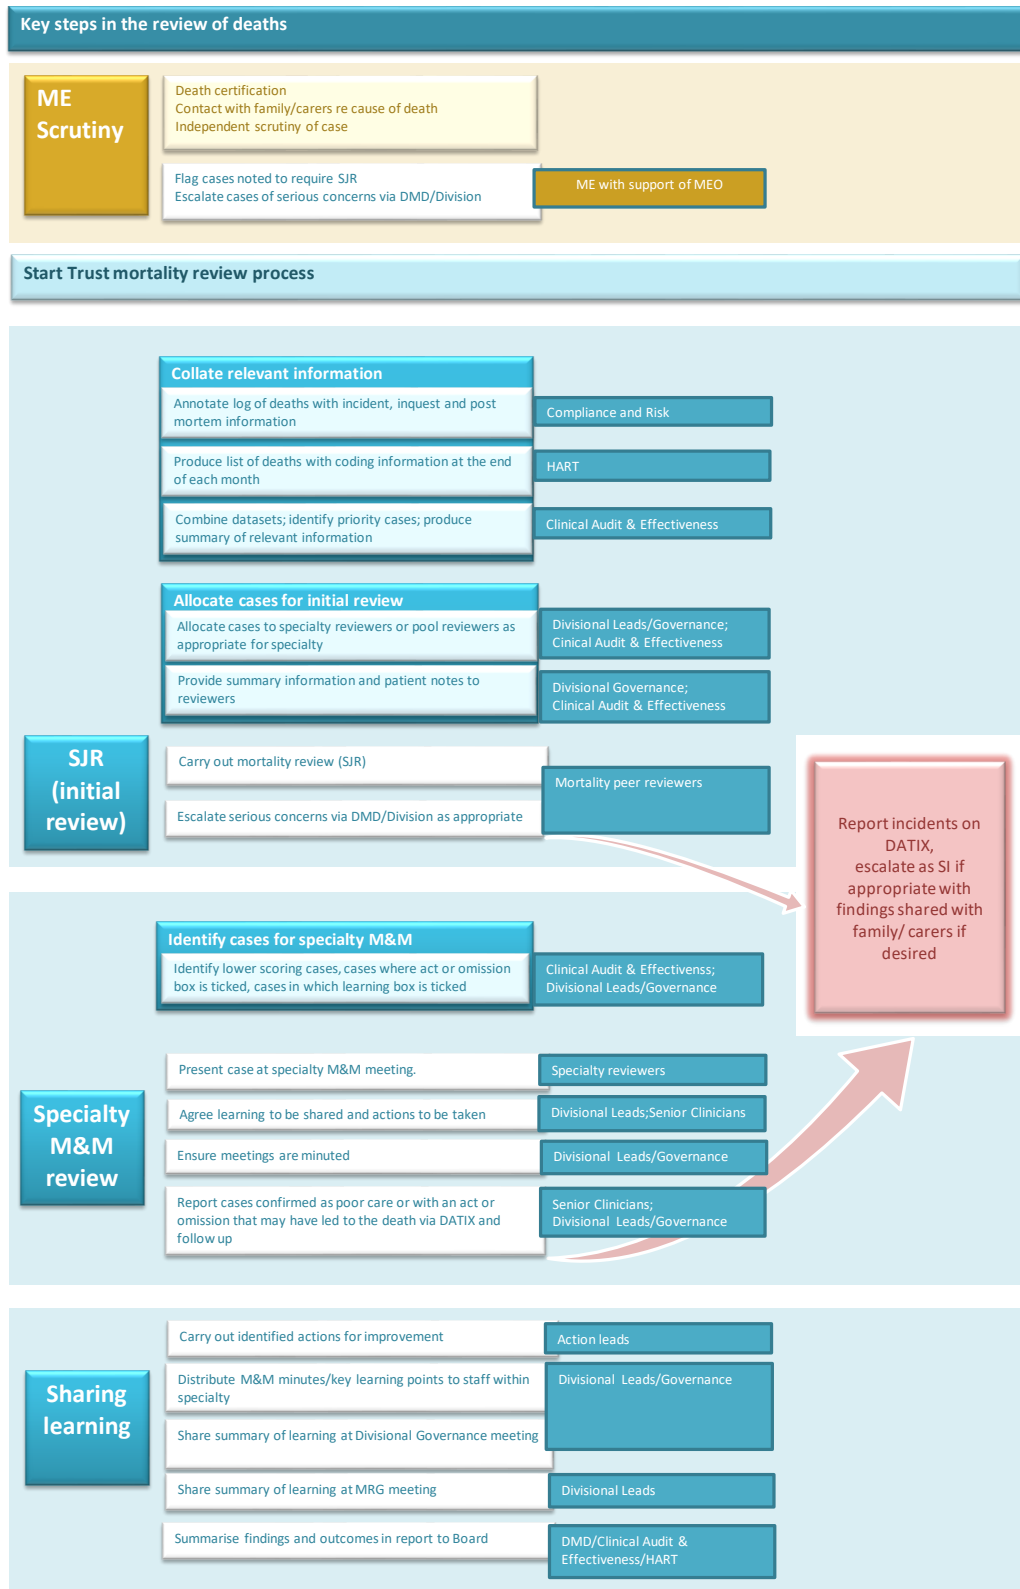 Key steps in the review of deaths
ME
Scrutiny
Death certification
Contact with family/carers re cause of death
Independent scrutiny of case
Flag cases noted to require SJR
Escalate cases of serious concerns via DMD/Division
ME with support of MEO
Start Trust mortality review process
Collate relevant information
Annotate log of deaths with incident, inquest and post
mortem information
Compliance and Risk
Produce list of deaths with coding information at the end
of each month
HART
Combine datasets; identify priority cases; produce
summary of relevant information
Clinical Audit & Effectiveness
Allocate cases for initial review
Allocate cases to specialty reviewers or pool reviewers as
appropriate for specialty
Divisional Leads/Governance;
Cinical Audit & Effectiveness
Provide summary information and patient notes to
reviewers
Divisional Governance;
Clinical Audit & Effectiveness
SJR
(initial
review)
Carry out mortality review (SJR)
Escalate serious concerns via DMD/Division as appropriate
Mortality peer reviewers
Report incidents on
DATIX,
escalate as SI if
appropriate with
findings shared with
family/ carers if
desired
Identify cases for specialty M&M
Identify lower scoring cases, cases where act or omission
box is ticked, cases in which learning box is ticked
Clinical Audit & Effectivenss;
Divisional Leads/Governance
Specialty
M&M
review
Present case at specialty M&M meeting.
Specialty reviewers
Agree learning to be shared and actions to be taken
Divisional Leads;Senior Clinicians
Ensure meetings are minuted
Divisional Leads/Governance
Report cases confirmed as poor care or with an act or
omission that may have led to the death via DATIX and
follow up
Senior Clinicians;
Divisional Leads/Governance
Sharing
learning
Carry out identified actions for improvement
Action leads
Distribute M&M minutes/key learning points to staff within
specialty
Divisional Leads/Governance
Share summary of learning at Divisional Governance meeting
Share summary of learning at MRG meeting
Divisional Leads
Summarise findings and outcomes in report to Board
DMD/Clinical Audit &
Effectiveness/HART